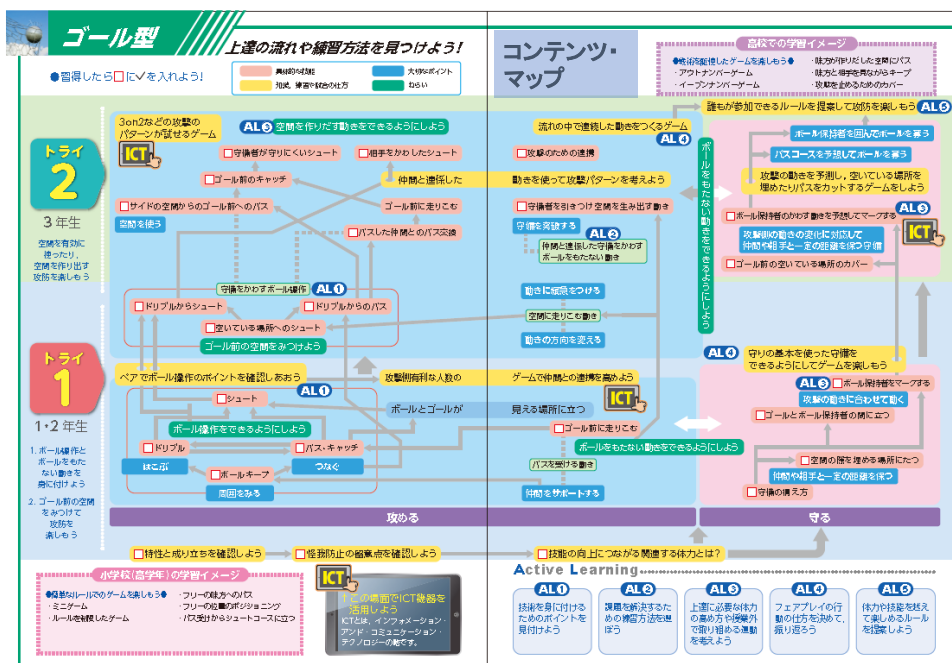 ゴール型
上達の流れや練習方法を見つけよう!
●習得したら□に✓を入れよう!
具体的な技能
大切なポイント
知識，練習や試合の仕方
ねらい
コンテンツ・
マップ
高校での学習イメージ
●戦術を駆使したゲームを楽しもう●
・アウトナンバーゲーム
・イーブンナンバーゲーム
・味方が作りだした空間にパス
・味方と相手を見ながらキープ
・攻撃を止めるためのカバー
トライ
2
3年生
空間を有効に
使ったり，
空間を作り出す
攻防を楽しもう
3on2などの攻撃の
パターンが試せるゲーム
ICT
AL③ 空間を作りだす動きをできるようにしよう
流れの中で連続した動きをつくるゲーム
AL④
誰もが参加できるルールを提案して攻防を楽しもう AL⑤
□守備者が守りにくいシュート
□相手をかわしたシュート
□攻撃のための連携
□ゴール前のキャッチ
仲間と連係した
動きを使って攻撃パターンを考えよう
□サイドの空間からのゴール前へのパス
ゴール前に走りこむ
□守備者を引きつけ空間を生み出す動き
空間を使う
□パスした仲間とのパス交換
守備を突破する
AL②
仲間と連係した守備をかわす
ボールをもたない動き
守備をかわすボール操作
AL①
□ドリブルからシュート
□ドリブルからのパス
□空いている場所へのシュート
ゴール前の空間をみつけよう
動きに緩急をつける
空間に走りこむ動き
動きの方向を変える
ボールをもたない動きをできるようにしよう
ボール保持者を囲んでボールを奪う
パスコースを予想してボールを奪う
攻撃の動きを予測し，空いている場所を
埋めたりパスをカットするゲームをしよう
AL③
□ボール保持者のかわす動きを予想してマークする
ICT
攻撃側の動きの変化に対応して
仲間や相手と一定の距離を保つ守備
□ゴール前の空いている場所のカバー
トライ
1
1・2年生
1. ボール操作と
ボールをもた
ない動きを
身に付けよう
2. ゴール前の空間
をみつけて
攻防を
楽しもう
ペアでボール操作のポイントを確認しあおう
攻撃側有利な人数の
ゲームで仲間との連携を高めよう
ICT
AL①
□シュート
ボールとゴールが
見える場所に立つ
ボール操作をできるようにしよう
□ゴール前に走りこむ
□ドリブル
□パス・キャッチ
ボールをもたない動きをできるようにしよう
はこぶ
つなぐ
パスを受ける動き
□ボールキープ
周囲をみる
仲間をサポートする
AL④
守りの基本を使った守備を
できるようにしてゲームを楽しもう
AL③ □ボール保持者をマークする
攻撃の動きに合わせて動く
□ゴールとボール保持者の間に立つ
□空間の層を埋める場所にたつ
仲間や相手と一定の距離を保つ
□守備の構え方
攻める
守る
□特性と成り立ちを確認しよう
□怪我防止の留意点を確認しよう
□技能の向上につながる関連する体力とは?
小学校(高学年)の学習イメージ
●簡易なルールでのゲームを楽しもう●
・ミニゲーム
・ルールを補視したゲーム
・フリーの味方へのパス
・フリーの位置のポジショニング
・パス受けからシュートコースに立つ
ICT
↑この場面でICT機器を
活用しよう
ICTとは，インフォメーション・
アンド・コミュニケーション・
テクノロジーの略です。
Active Learning
AL①
技術を身に付ける
ためのポイントを
見付けよう
AL②
課題を解決するた
めの練習方法を選
ぼう
AL③
上達に必要な体力
の高め方や授業外
で取り組める運動
を考えよう
AL④
フェアプレイの行
動の仕方を決めて，
振り返ろう
AL⑤
体力や技能を越え
て楽しめるルール
を提案しよう